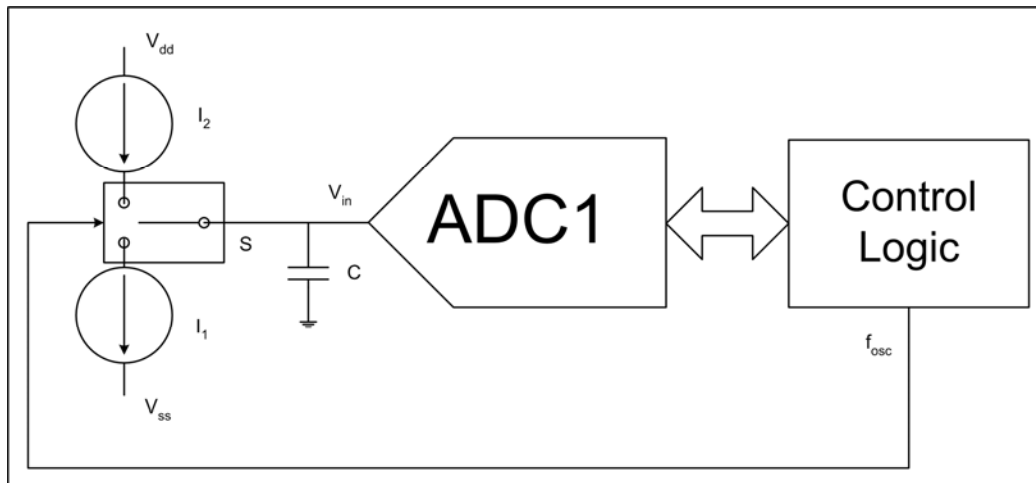 V_dd
I_2
V_in
S
C
I_1
V_ss
ADC1
Control
Logic
f_osc